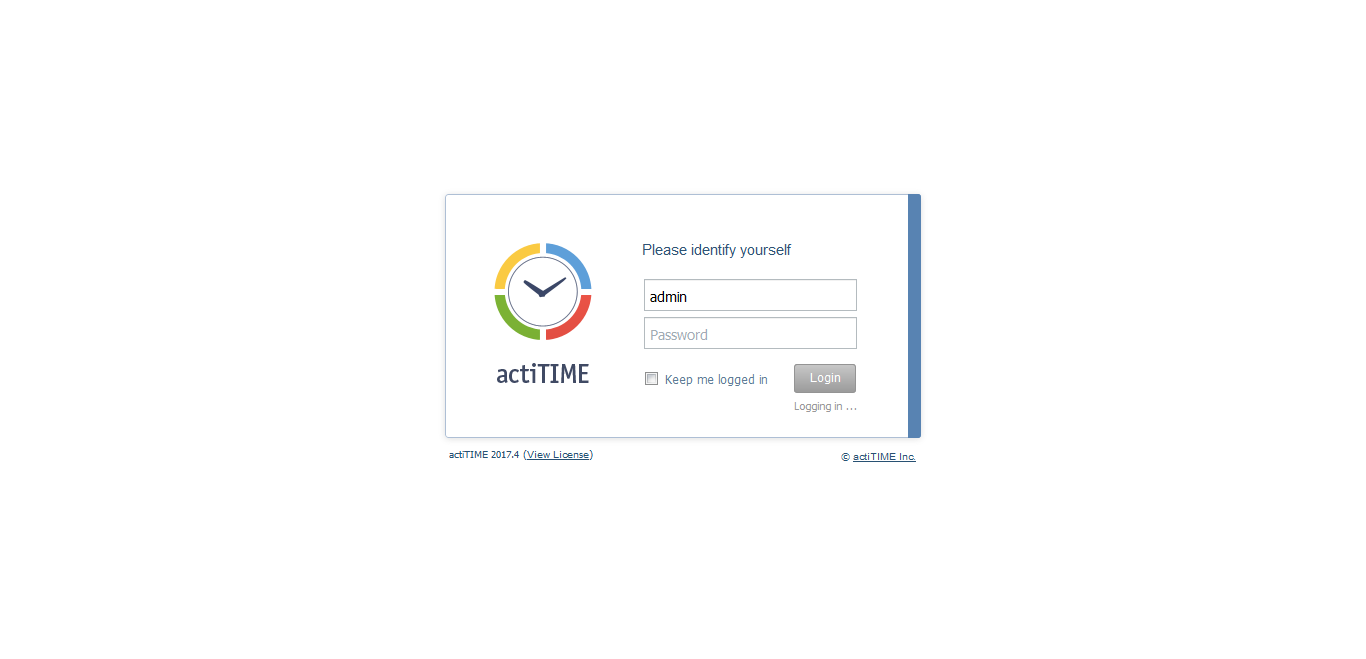 Please identify yourself
admin
Password
Keep me logged in
Login
Logging in ...
actiTIME
actiTIME 2017.4 (View License)
© actiTIME Inc.